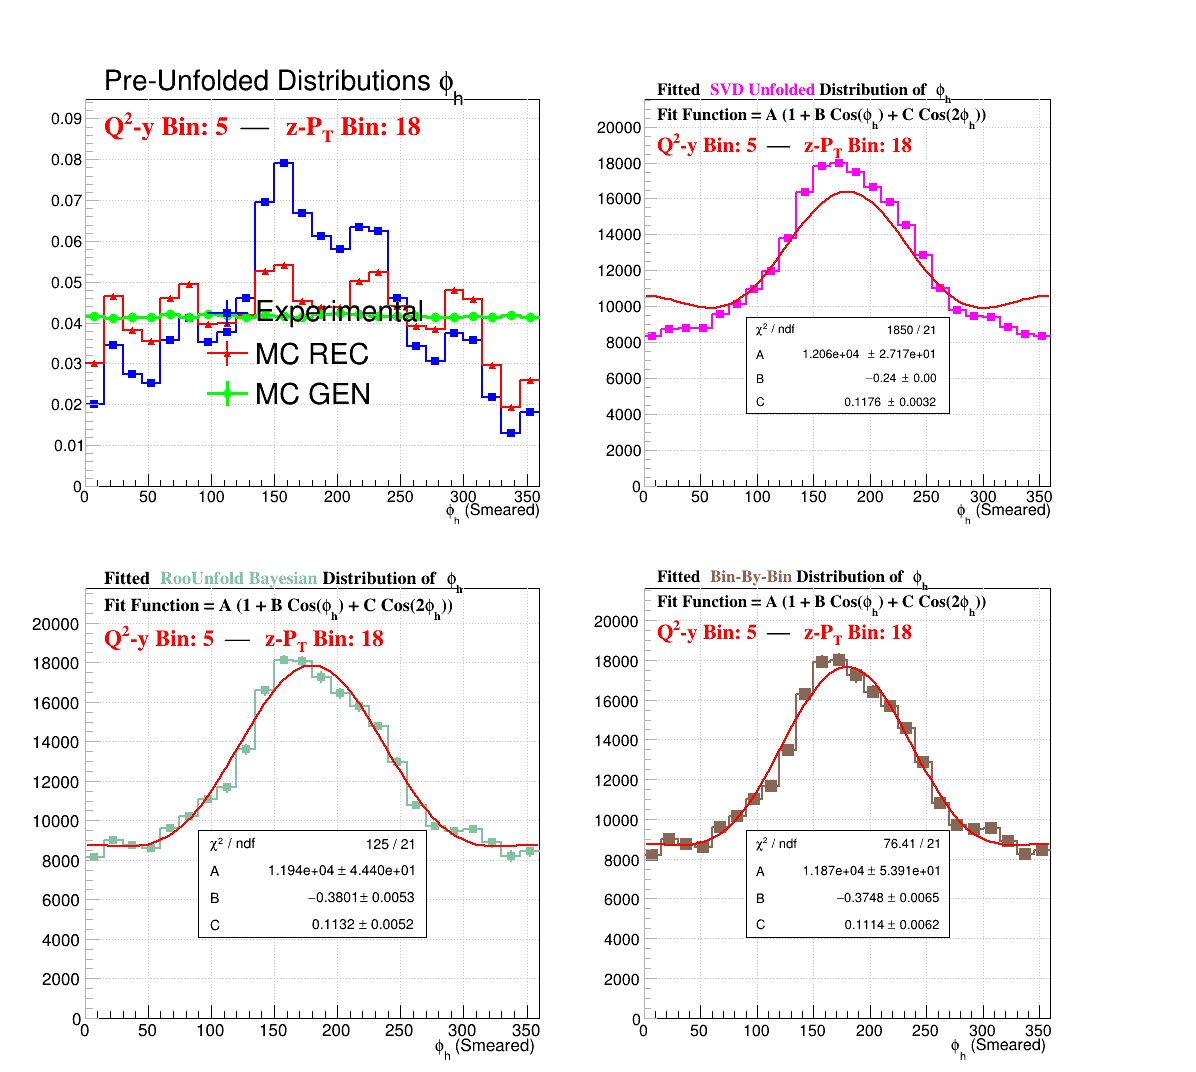 Pre-Unfolded Distributions ϕh
Q²-y Bin: 5 — z-PT Bin: 18
0.09
0.08
0.07
0.06
0.05
0.04
0.03
0.02
0.01
0
Experimental
MC REC
MC GEN
0 50 100 150 200 250 300 350
ϕh (Smeared)
Fitted SVD Unfolded Distribution of ϕh
Fit Function = A (1 + B Cos(ϕh) + C Cos(2ϕh))
Q²-y Bin: 5 — z-PT Bin: 18
20000
18000
16000
14000
12000
10000
8000
6000
4000
2000
0
χ² / ndf 1850 / 21
A 1.206e+04 ± 2.717e+01
B −0.24 ± 0.00
C 0.1176 ± 0.0032
0 50 100 150 200 250 300 350
ϕh (Smeared)
Fitted RooUnfold Bayesian Distribution of ϕh
Fit Function = A (1 + B Cos(ϕh) + C Cos(2ϕh))
Q²-y Bin: 5 — z-PT Bin: 18
20000
18000
16000
14000
12000
10000
8000
6000
4000
2000
0
χ² / ndf 125 / 21
A 1.194e+04 ± 4.440e+01
B −0.3801 ± 0.0053
C 0.1132 ± 0.0052
0 50 100 150 200 250 300 350
ϕh (Smeared)
Fitted Bin-By-Bin Distribution of ϕh
Fit Function = A (1 + B Cos(ϕh) + C Cos(2ϕh))
Q²-y Bin: 5 — z-PT Bin: 18
20000
18000
16000
14000
12000
10000
8000
6000
4000
2000
0
χ² / ndf 76.41 / 21
A 1.187e+04 ± 5.391e+01
B −0.3748 ± 0.0065
C 0.1114 ± 0.0062
0 50 100 150 200 250 300 350
ϕh (Smeared)